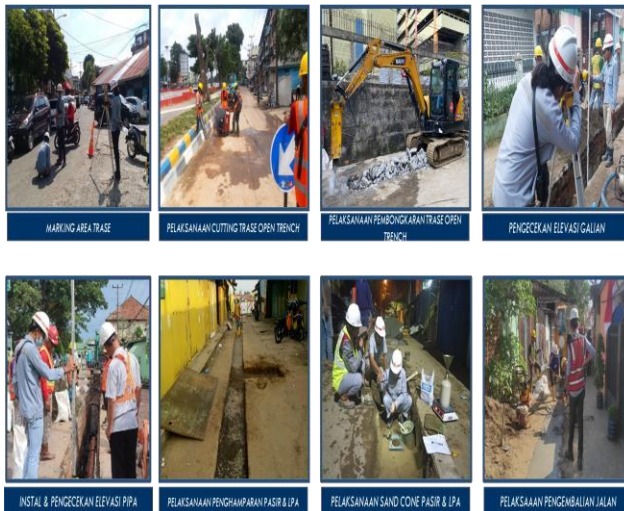 MARKING AREA TRASE
PELAKSANAAN CUTTING TRASE OPEN TRENCH
PELAKSANAAN PEMBONGKARAN TRASE OPEN
TRENCH
PENGECEKAN ELEVASI GALIAN
INSTAL & PENGECEKAN ELEVASI PIPA
PELAKSANAAN PENGHAMPARAN PASIR & LPA
PELAKSANAAN SAND CONE PASIR & LPA
PELAKSAAAN PENGEMBALIAN JALAN